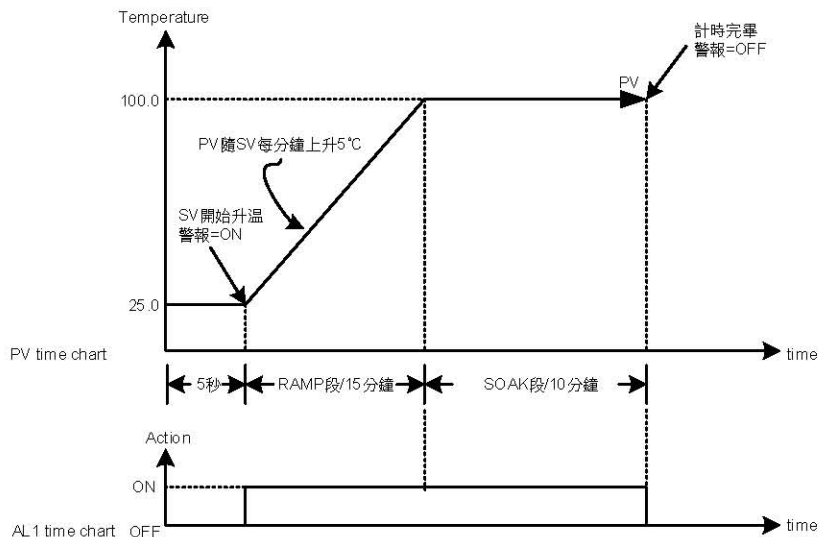 Temperature
計時完畢
警報=OFF
PV
100.0
PV隨SV每分鐘上升5℃
SV開始升温
警報=ON
25.0
PV time chart
time
5秒
RAMP段/15分鐘
SOAK段/10分鐘
Action
ON
AL1 time chart
OFF
time